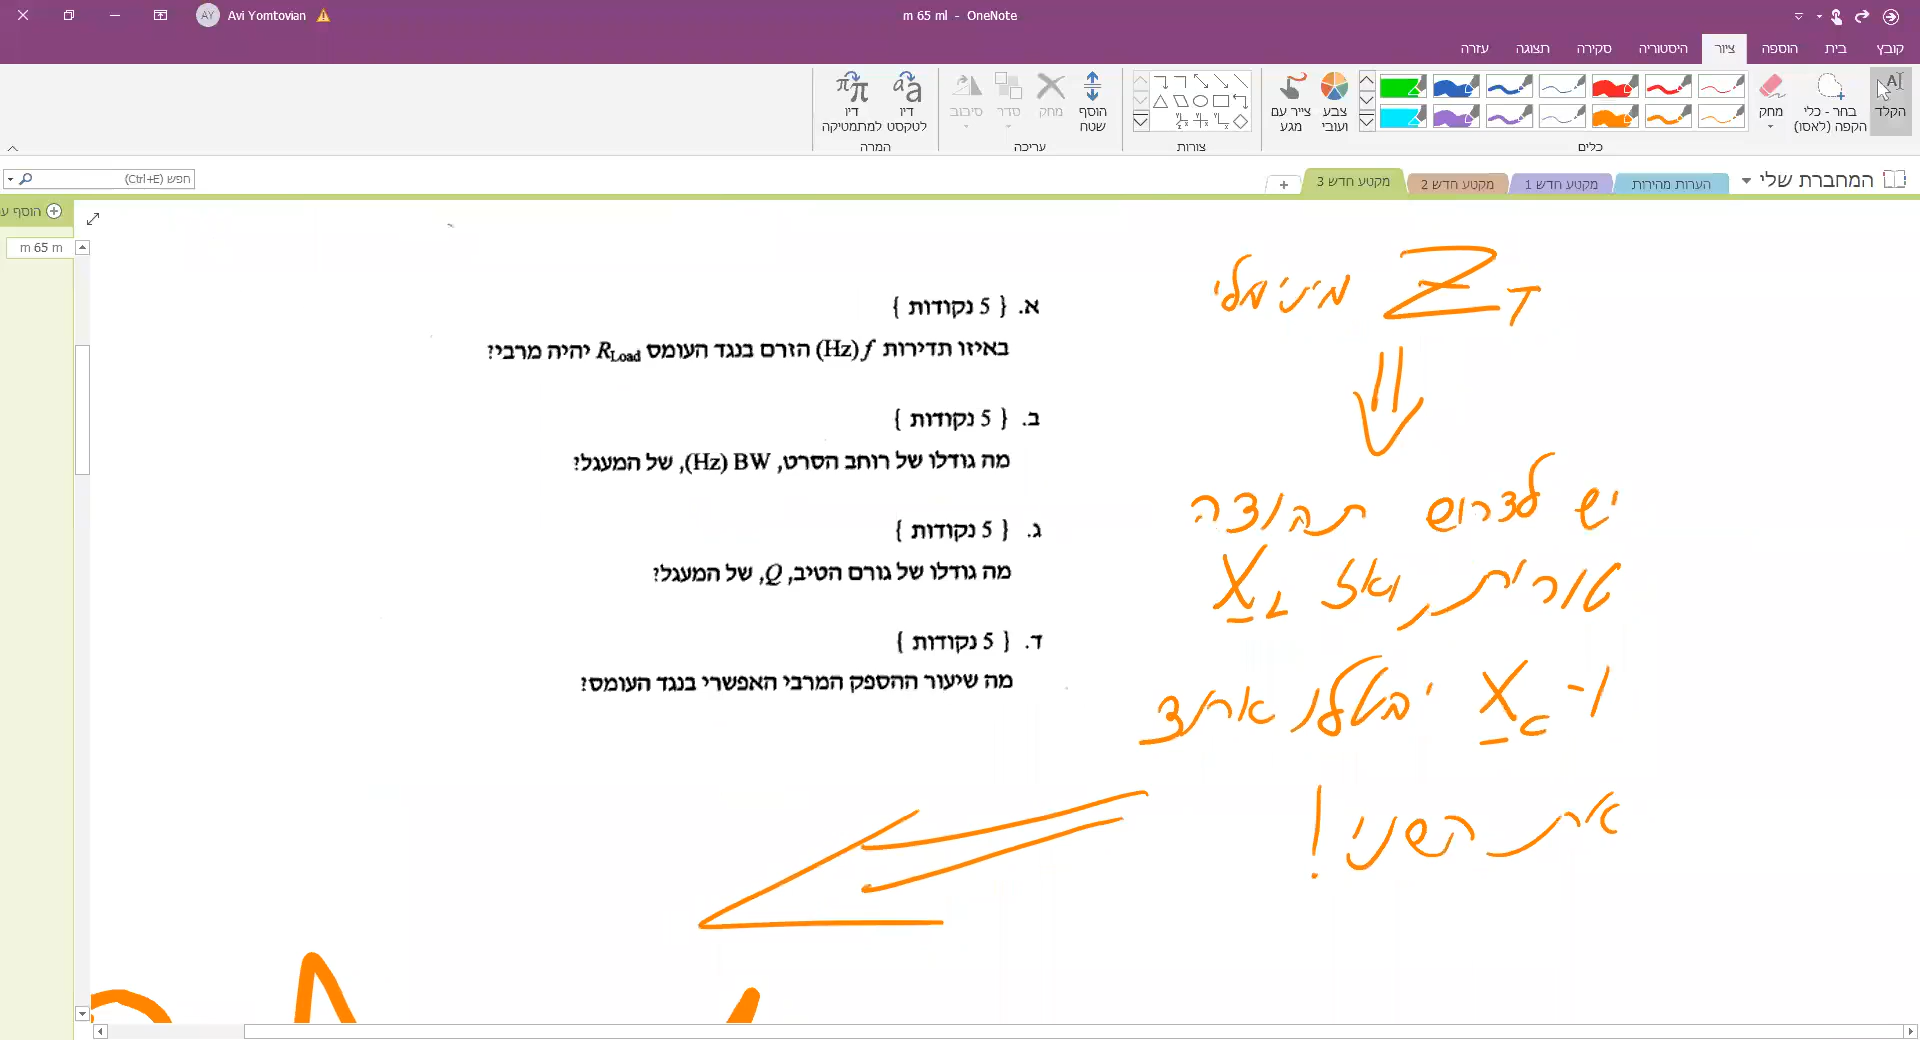 Avi Yomtovian
m 65 ml - OneNote
קובץ
בית
הוספה
ציור
היסטוריה
סקירה
תצוגה
עזרה
הקלד
בחר - כלי הקפה (לאסו)
מחק
כלים
צבע ועובי
צייר עם מגע
צורות
הוסף שטח
מחק
סדר
סיבוב
עריכה
דיו לטקסט
דיו למתמטיקה
המרה
המחברת שלי
הערות מהירות
מקטע חדש 1
מקטע חדש 2
מקטע חדש 3
חפש (Ctrl+E)
m 65 m
א. { 5 נקודות }
באיזו תדירות f (Hz) הזרם בנגד העומס R_Load יהיה מרבי?
ב. { 5 נקודות }
מה גודלו של רוחב הסרט, BW (Hz), של המעגל?
ג. { 5 נקודות }
מה גודלו של גורם הטיב, Q, של המעגל?
ד. { 5 נקודות }
מה שיעור ההספק המרבי האפשרי בנגד העומס?
Z_T מינימלי
יש לדרוש תהודה
טורית, ואז X_L
ו- X_C יבטלו אחד
את השני!